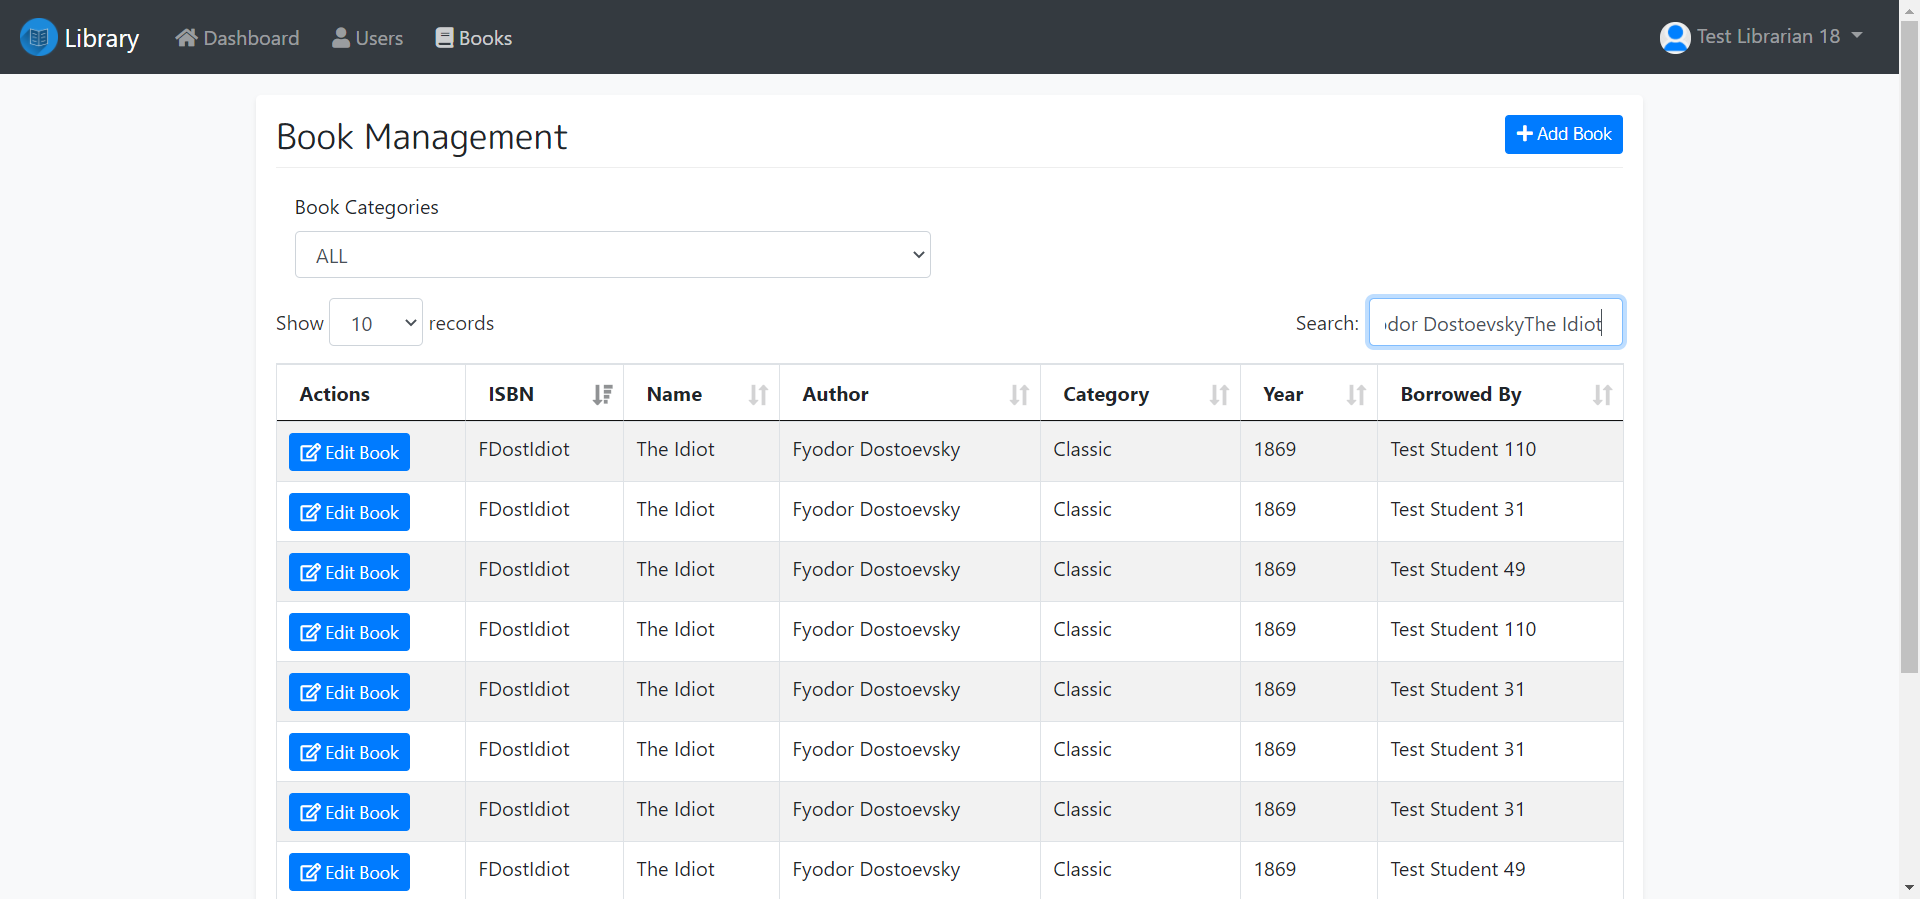 Library Dashboard Users Books Test Librarian 18
Book Management Add Book
Book Categories
ALL
Show 10 records Search: odor DostoevskyThe Idiot
Actions ISBN Name Author Category Year Borrowed By
Edit Book FDostIdiot The Idiot Fyodor Dostoevsky Classic 1869 Test Student 110
Edit Book FDostIdiot The Idiot Fyodor Dostoevsky Classic 1869 Test Student 31
Edit Book FDostIdiot The Idiot Fyodor Dostoevsky Classic 1869 Test Student 49
Edit Book FDostIdiot The Idiot Fyodor Dostoevsky Classic 1869 Test Student 110
Edit Book FDostIdiot The Idiot Fyodor Dostoevsky Classic 1869 Test Student 31
Edit Book FDostIdiot The Idiot Fyodor Dostoevsky Classic 1869 Test Student 31
Edit Book FDostIdiot The Idiot Fyodor Dostoevsky Classic 1869 Test Student 31
Edit Book FDostIdiot The Idiot Fyodor Dostoevsky Classic 1869 Test Student 49